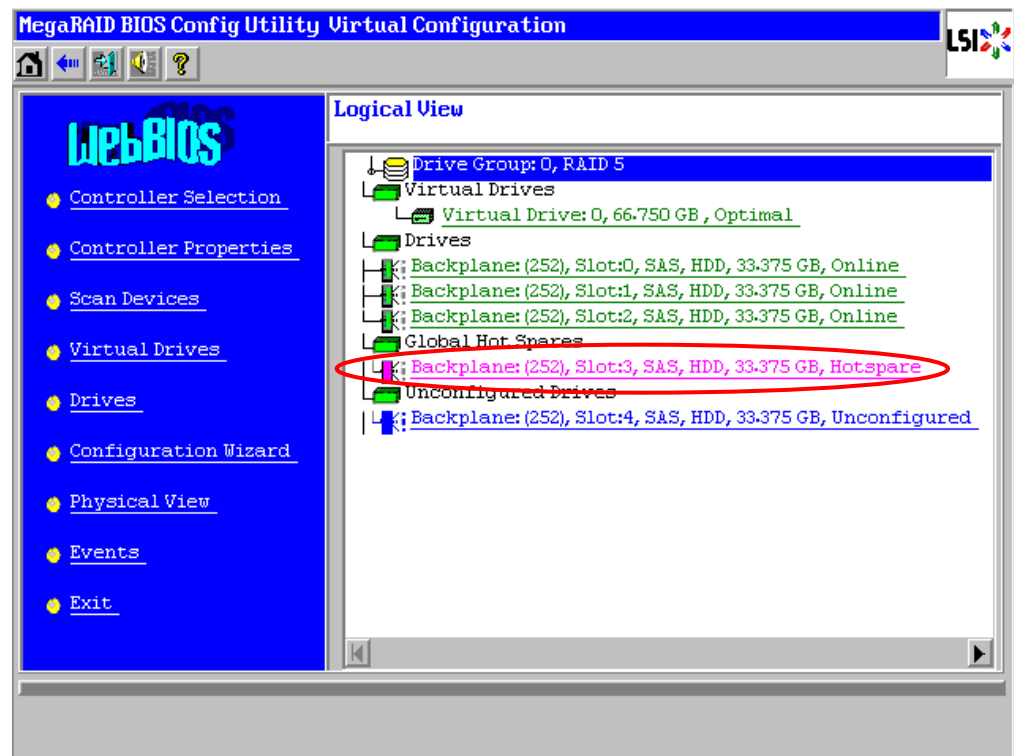 MegaRAID BIOS Config Utility Virtual Configuration
LSI
WebBIOS
Controller Selection
Controller Properties
Scan Devices
Virtual Drives
Drives
Configuration Wizard
Physical View
Events
Exit
Logical View
Drive Group: 0, RAID 5
Virtual Drives
Virtual Drive: 0, 66.750 GB , Optimal
Drives
Backplane: (252), Slot:0, SAS, HDD, 33.375 GB, Online
Backplane: (252), Slot:1, SAS, HDD, 33.375 GB, Online
Backplane: (252), Slot:2, SAS, HDD, 33.375 GB, Online
Global Hot Spares
Backplane: (252), Slot:3, SAS, HDD, 33.375 GB, Hotspare
Unconfigured Drives
Backplane: (252), Slot:4, SAS, HDD, 33.375 GB, Unconfigured